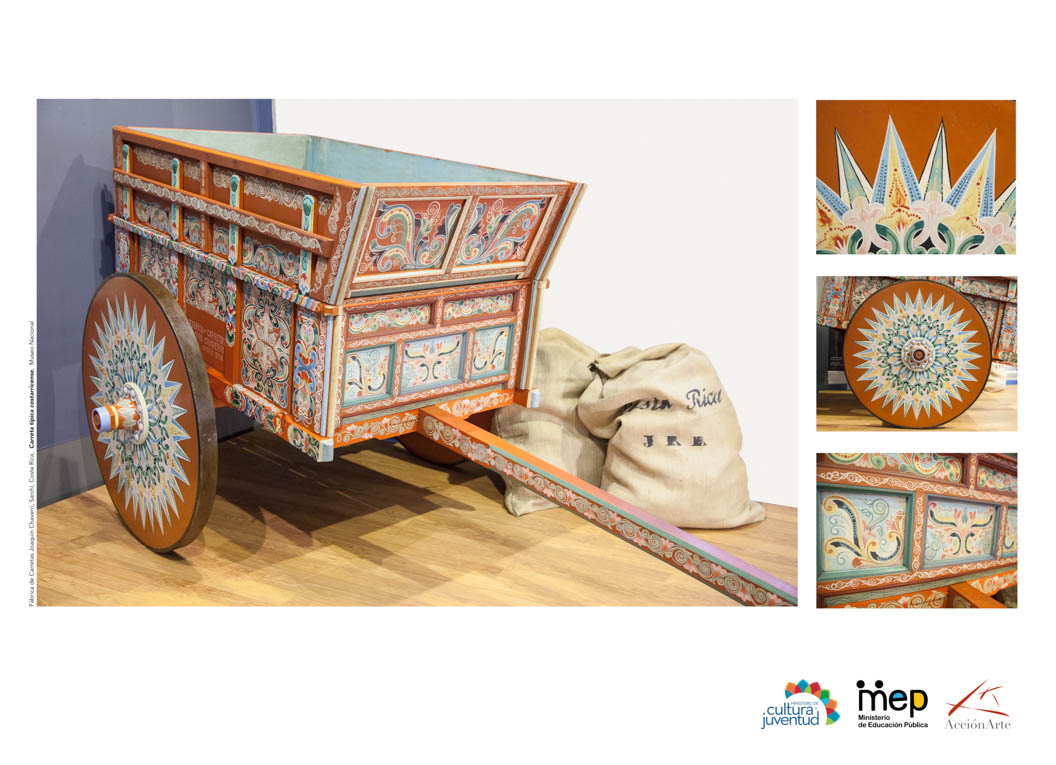 Fábrica de Carretas Joaquín Chaverri, Sarchí, Costa Rica, Carreta típica costarricense, Museo Nacional
Rica
MINISTERIO DE
cultura y
juventud
mep
Ministerio
de Educación Pública
AcciónArte